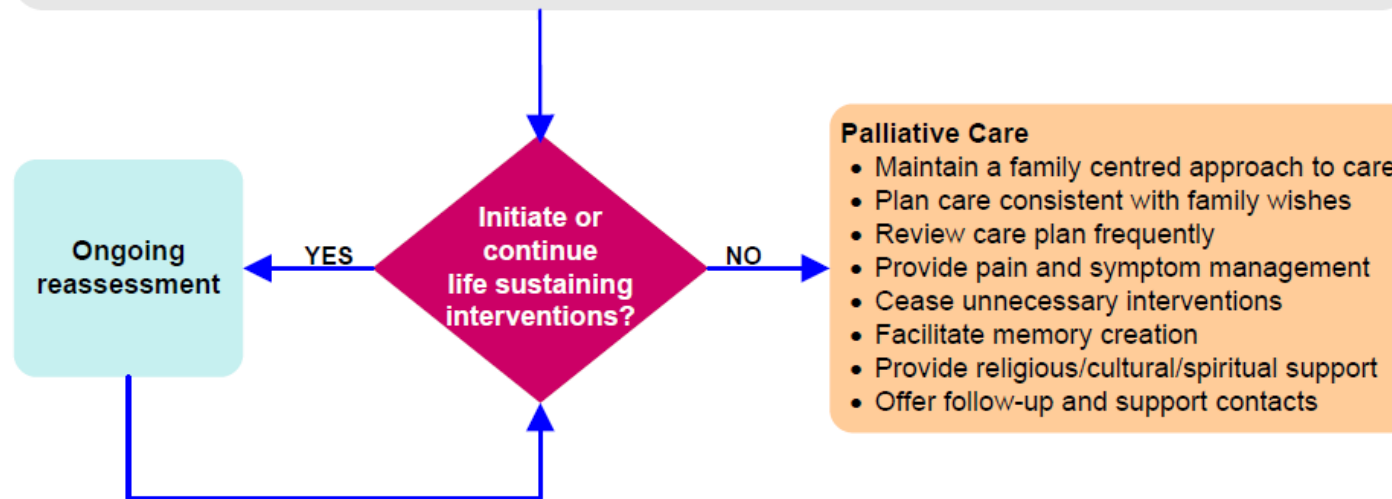 Palliative Care
• Maintain a family centred approach to care
• Plan care consistent with family wishes
• Review care plan frequently
• Provide pain and symptom management
• Cease unnecessary interventions
• Facilitate memory creation
• Provide religious/cultural/spiritual support
• Offer follow-up and support contacts
Initiate or
continue
life sustaining
interventions?
YES
NO
Ongoing
reassessment